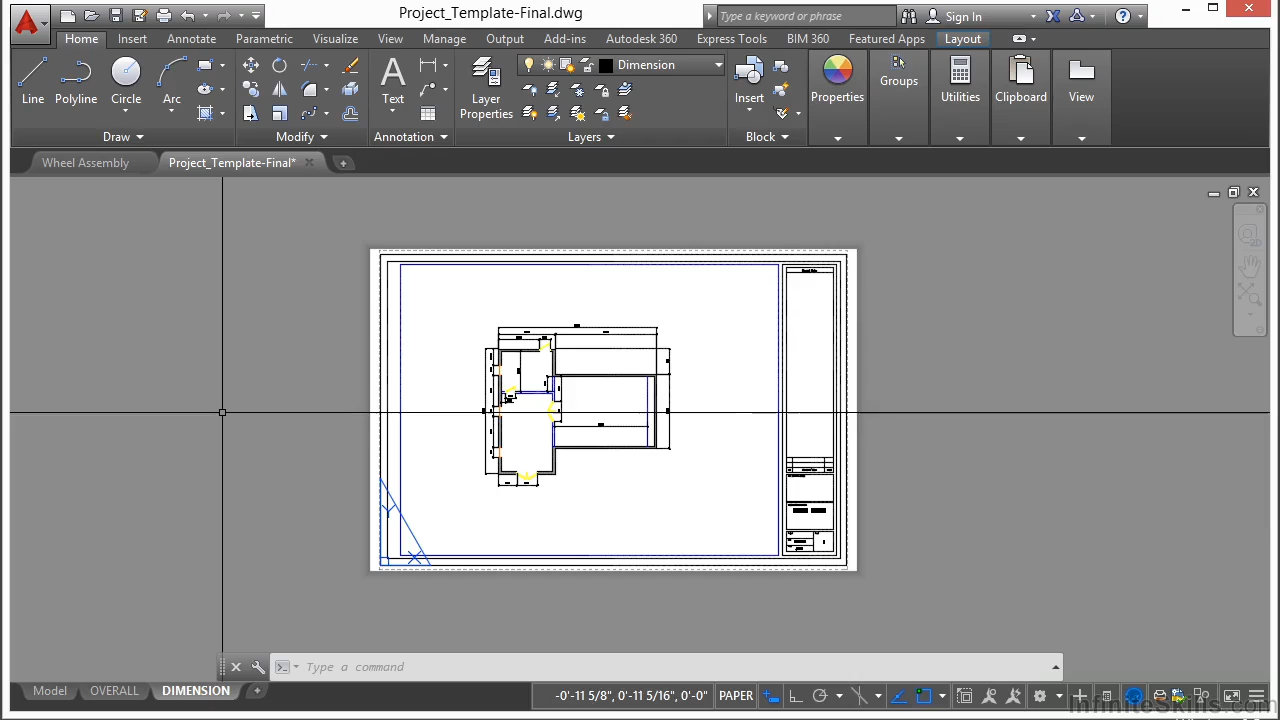 Project_Template-Final.dwg
Type a keyword or phrase
Sign In
Home
Insert
Annotate
Parametric
Visualize
View
Manage
Output
Add-ins
Autodesk 360
Express Tools
BIM 360
Featured Apps
Layout
Line
Polyline
Circle
Arc
Text
Layer
Properties
Dimension
Insert
Properties
Groups
Utilities
Clipboard
View
Draw
Modify
Annotation
Layers
Block
Wheel Assembly
Project_Template-Final*
Y
X
Type a command
Model
OVERALL
DIMENSION
-0'-11 5/8", 0'-11 5/16", 0'-0"
PAPER
InfiniteSkills.com